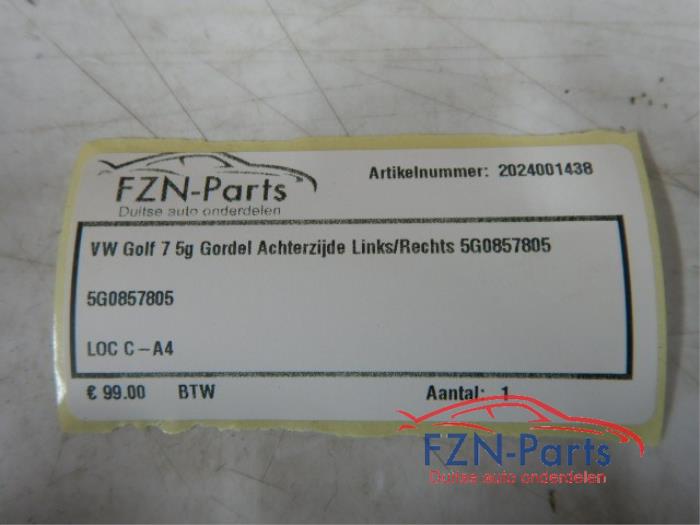 FZN-Parts
Duitse auto onderdelen
Artikelnummer: 2024001438
VW Golf 7 5g Gordel Achterzijde Links/Rechts 5G0857805
5G0857805
LOC C-A4
€ 99.00 BTW Aantal: 1
FZN-Parts
Duitse auto onderdelen